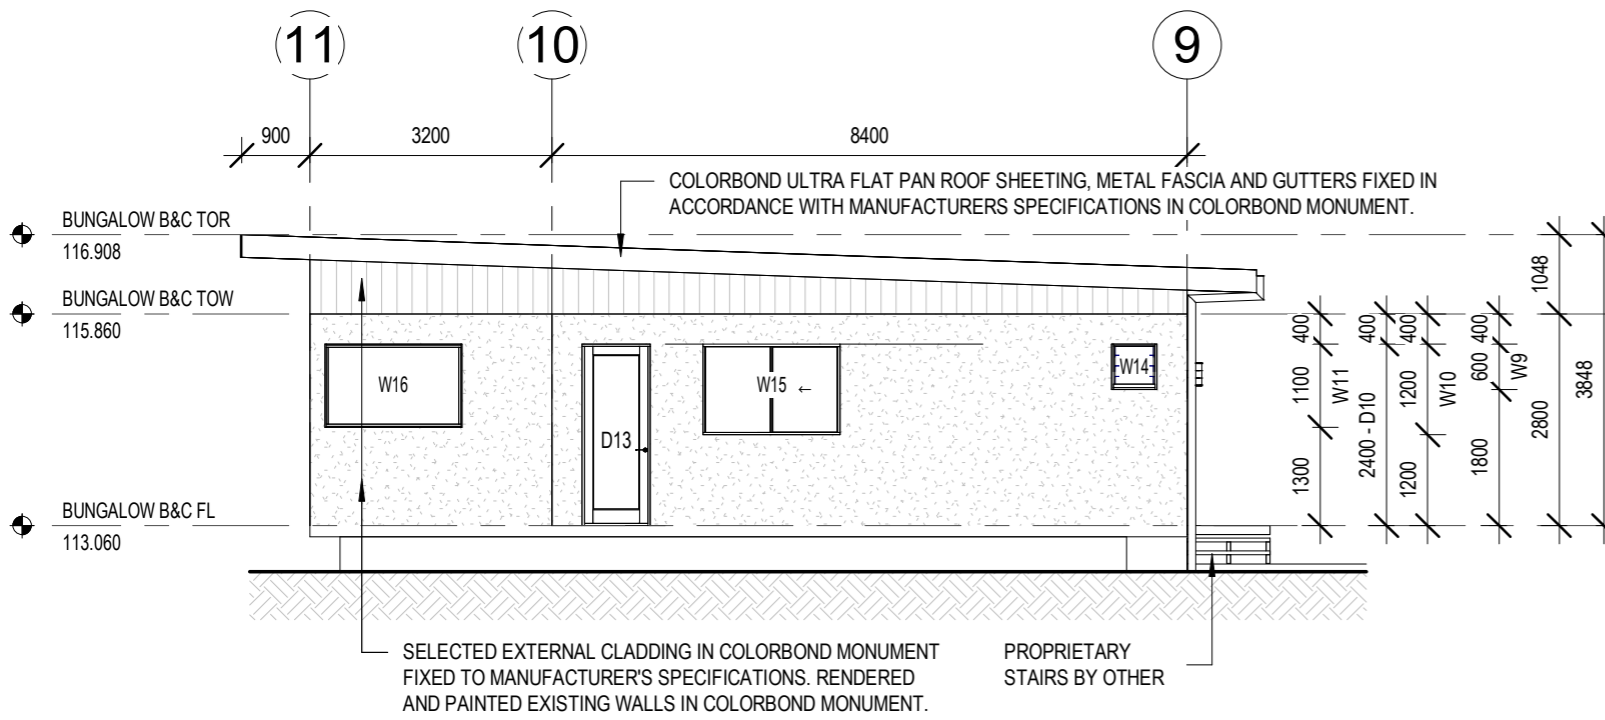 11
10
9
900
3200
8400
COLORBOND ULTRA FLAT PAN ROOF SHEETING, METAL FASCIA AND GUTTERS FIXED IN
ACCORDANCE WITH MANUFACTURERS SPECIFICATIONS IN COLORBOND MONUMENT.
BUNGALOW B&C TOR
116.908
BUNGALOW B&C TOW
115.860
BUNGALOW B&C FL
113.060
W16
D13
W15 ←
W14
400
1100
W11
1300
400
2400 - D10
400
1200
W10
1200
400
600
W9
1800
1048
2800
3848
SELECTED EXTERNAL CLADDING IN COLORBOND MONUMENT
FIXED TO MANUFACTURER'S SPECIFICATIONS. RENDERED
AND PAINTED EXISTING WALLS IN COLORBOND MONUMENT.
PROPRIETARY
STAIRS BY OTHER